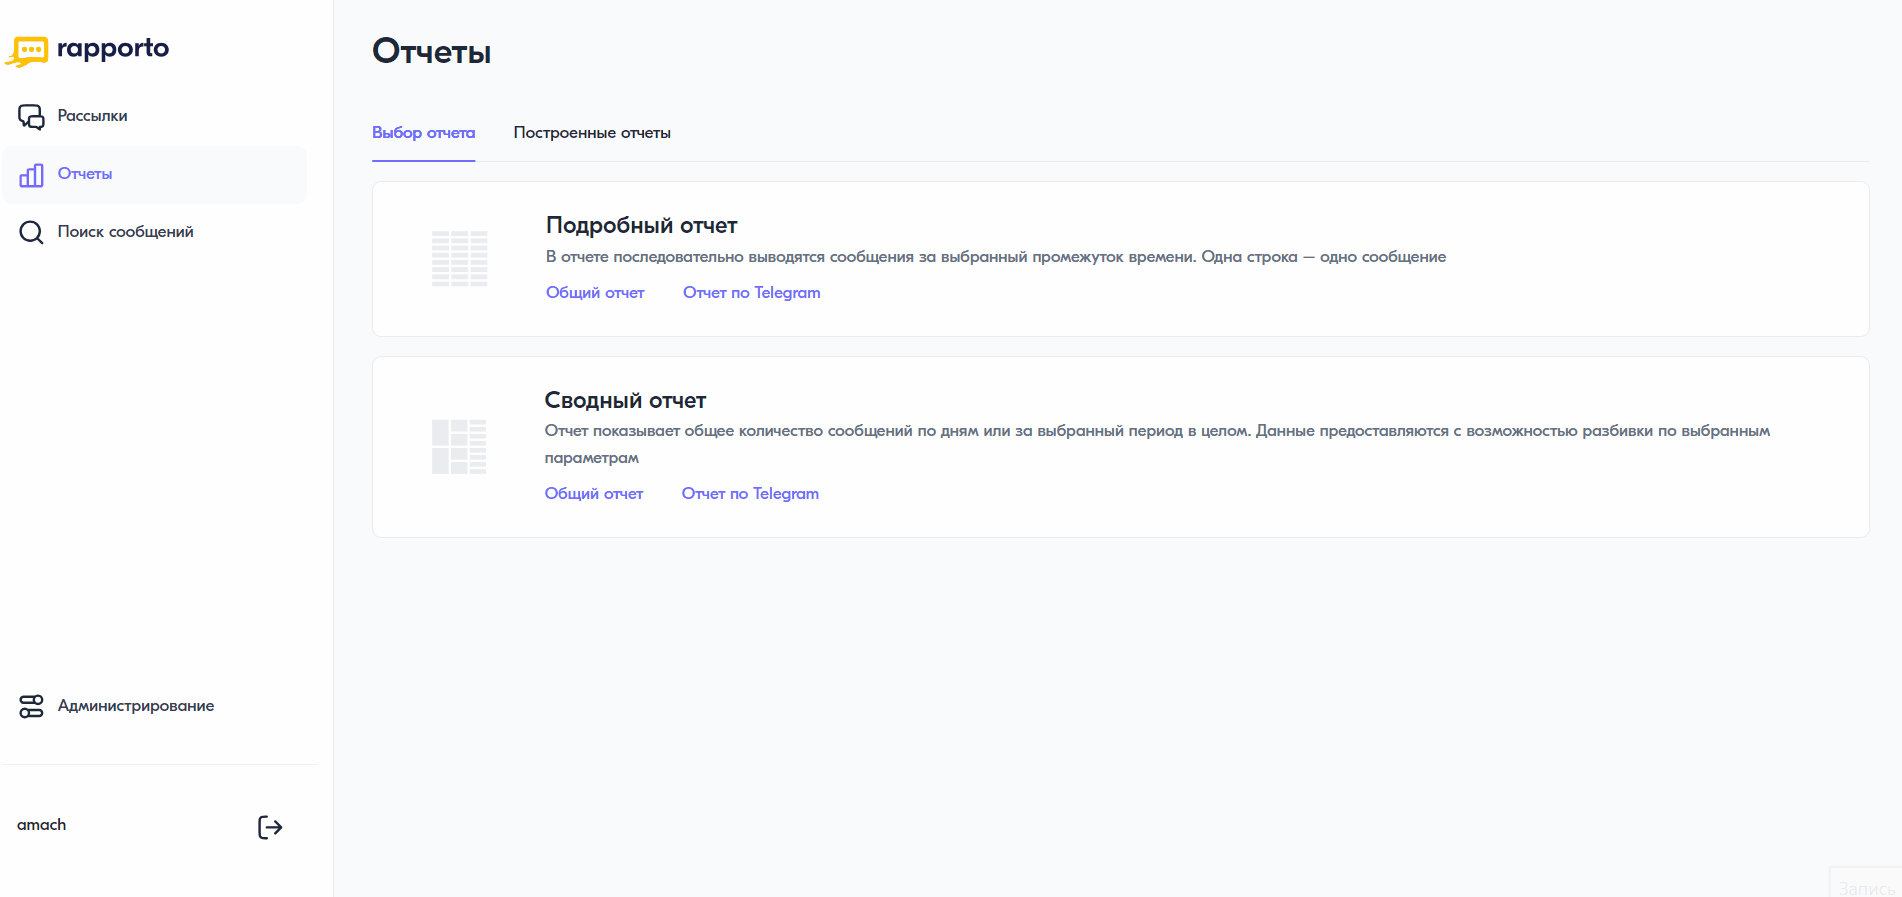 rapporto
Рассылки
Отчеты
Поиск сообщений
Администрирование
amach
Отчеты
Выбор отчета
Построенные отчеты
Подробный отчет
В отчете последовательно выводятся сообщения за выбранный промежуток времени. Одна строка — одно сообщение
Общий отчет
Отчет по Telegram
Сводный отчет
Отчет показывает общее количество сообщений по дням или за выбранный период в целом. Данные предоставляются с возможностью разбивки по выбранным
параметрам
Общий отчет
Отчет по Telegram
Запись